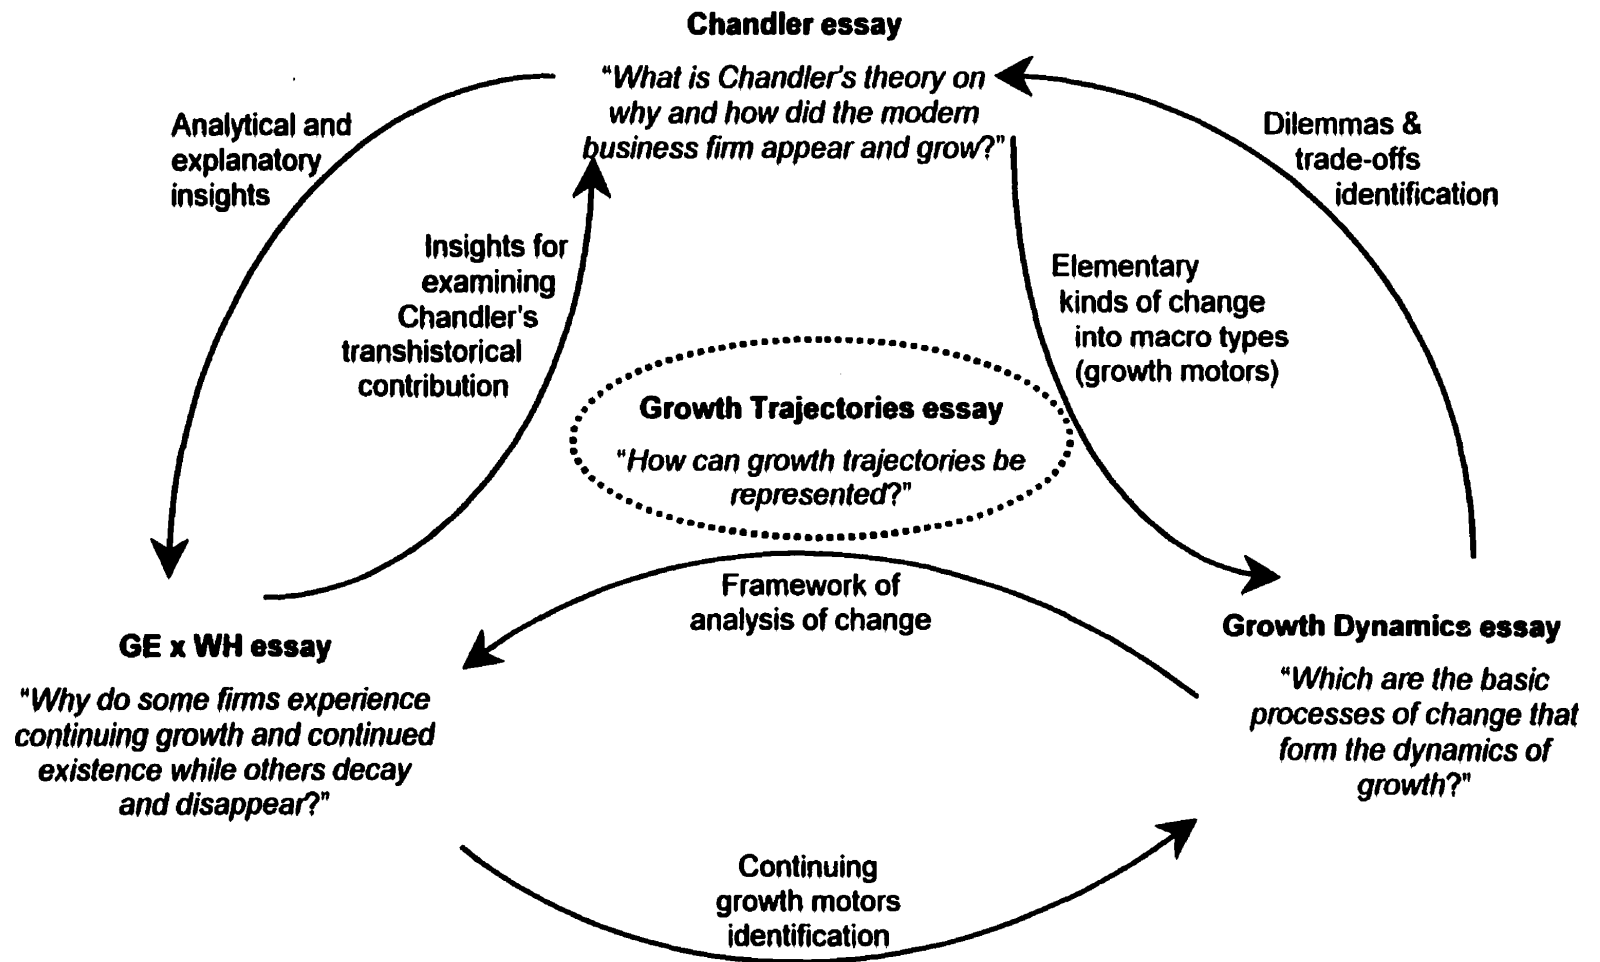 Chandler essay
"What is Chandler's theory on
why and how did the modern
business firm appear and grow?"
Analytical and
explanatory
insights
Dilemmas &
trade-offs
identification
Insights for
examining
Chandler's
transhistorical
contribution
Elementary
kinds of change
into macro types
(growth motors)
Growth Trajectories essay
"How can growth trajectories be
represented?"
Framework of
analysis of change
GE x WH essay
"Why do some firms experience
continuing growth and continued
existence while others decay
and disappear?"
Growth Dynamics essay
"Which are the basic
processes of change that
form the dynamics of
growth?"
Continuing
growth motors
identification